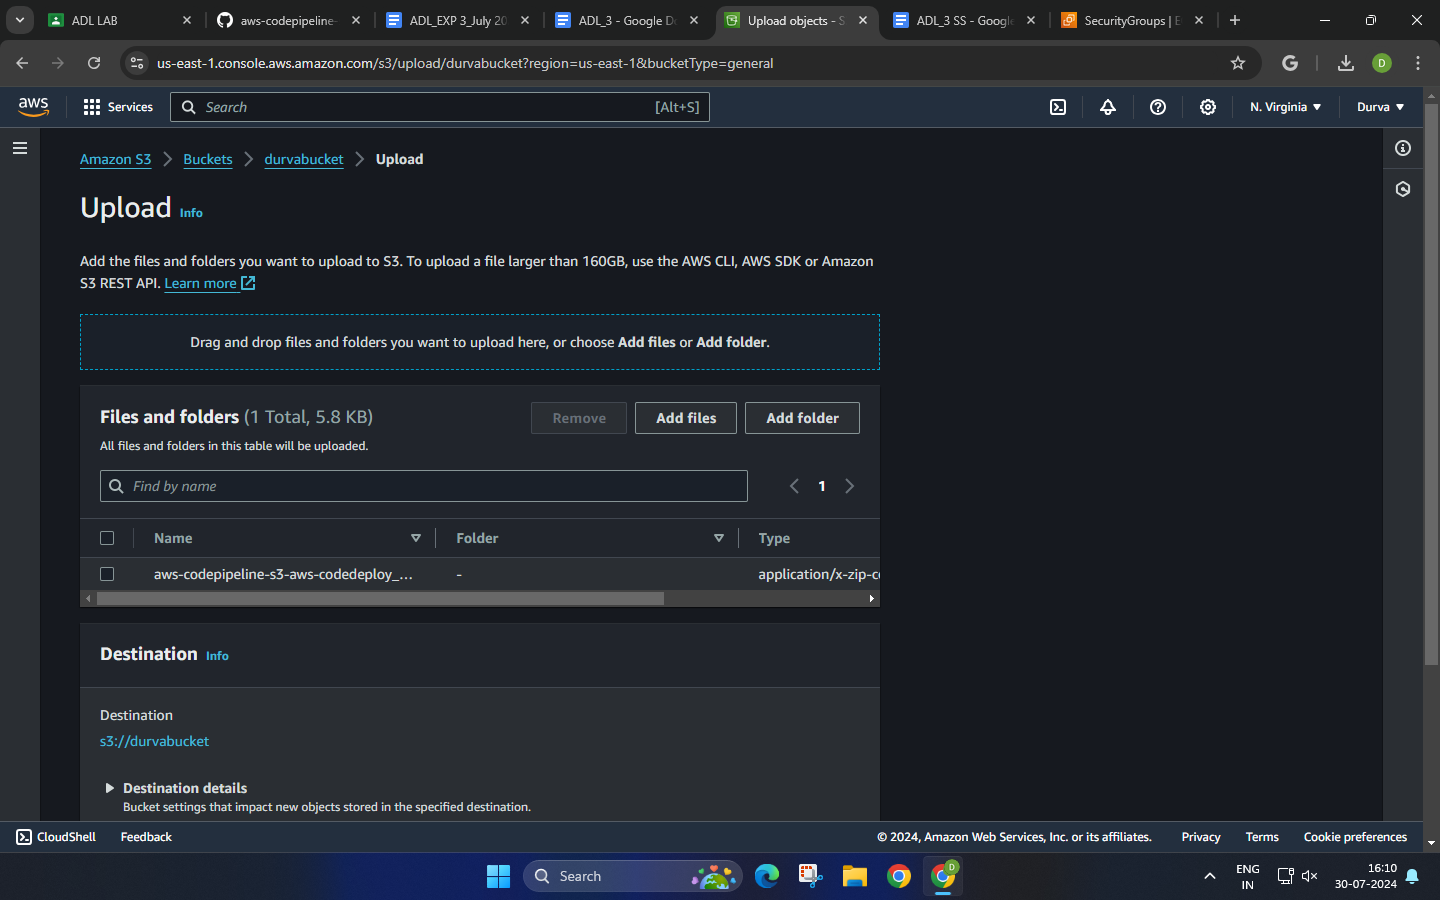 ADL LAB
aws-codepipeline-
ADL_EXP 3_July 20
ADL_3 - Google Do
Upload objects - S
ADL_3 SS - Google
SecurityGroups | E
us-east-1.console.aws.amazon.com/s3/upload/durvabucket?region=us-east-1&bucketType=general
D
aws
Services
Search
[Alt+S]
N. Virginia
Durva
Amazon S3
Buckets
durvabucket
Upload
Upload Info
Add the files and folders you want to upload to S3. To upload a file larger than 160GB, use the AWS CLI, AWS SDK or Amazon
S3 REST API. Learn more
Drag and drop files and folders you want to upload here, or choose Add files or Add folder.
Files and folders (1 Total, 5.8 KB)
Remove
Add files
Add folder
All files and folders in this table will be uploaded.
Find by name
1
Name
Folder
Type
aws-codepipeline-s3-aws-codedeploy_...
-
application/x-zip-c
Destination Info
Destination
s3://durvabucket
Destination details
Bucket settings that impact new objects stored in the specified destination.
CloudShell
Feedback
© 2024, Amazon Web Services, Inc. or its affiliates.
Privacy
Terms
Cookie preferences
Search
D
ENG
IN
16:10
30-07-2024